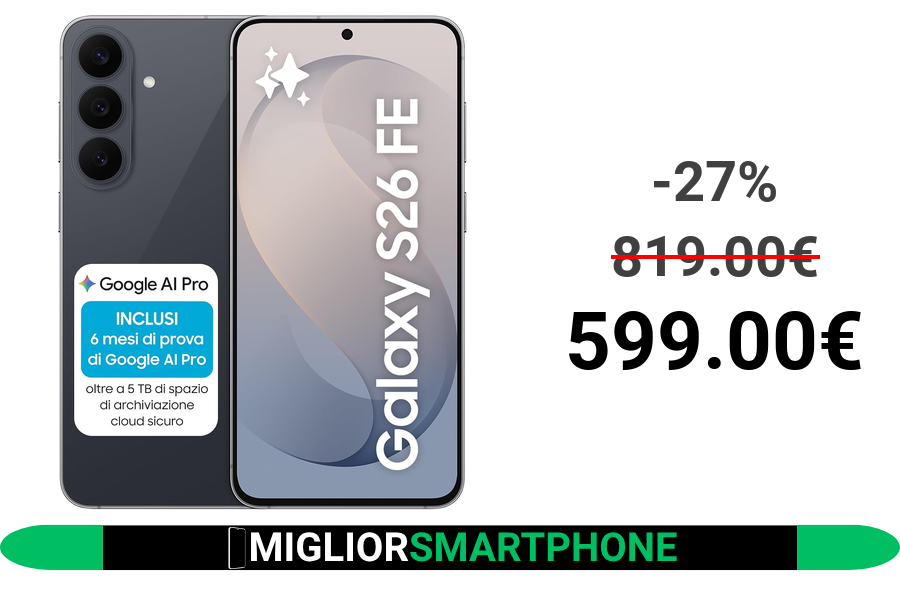 Google AI Pro
INCLUSI
6 mesi di prova
di Google AI Pro
oltre a 5 TB di spazio
di archiviazione
cloud sicuro
Galaxy S26 FE
-27%
819.00€
599.00€
MIGLIORSMARTPHONE